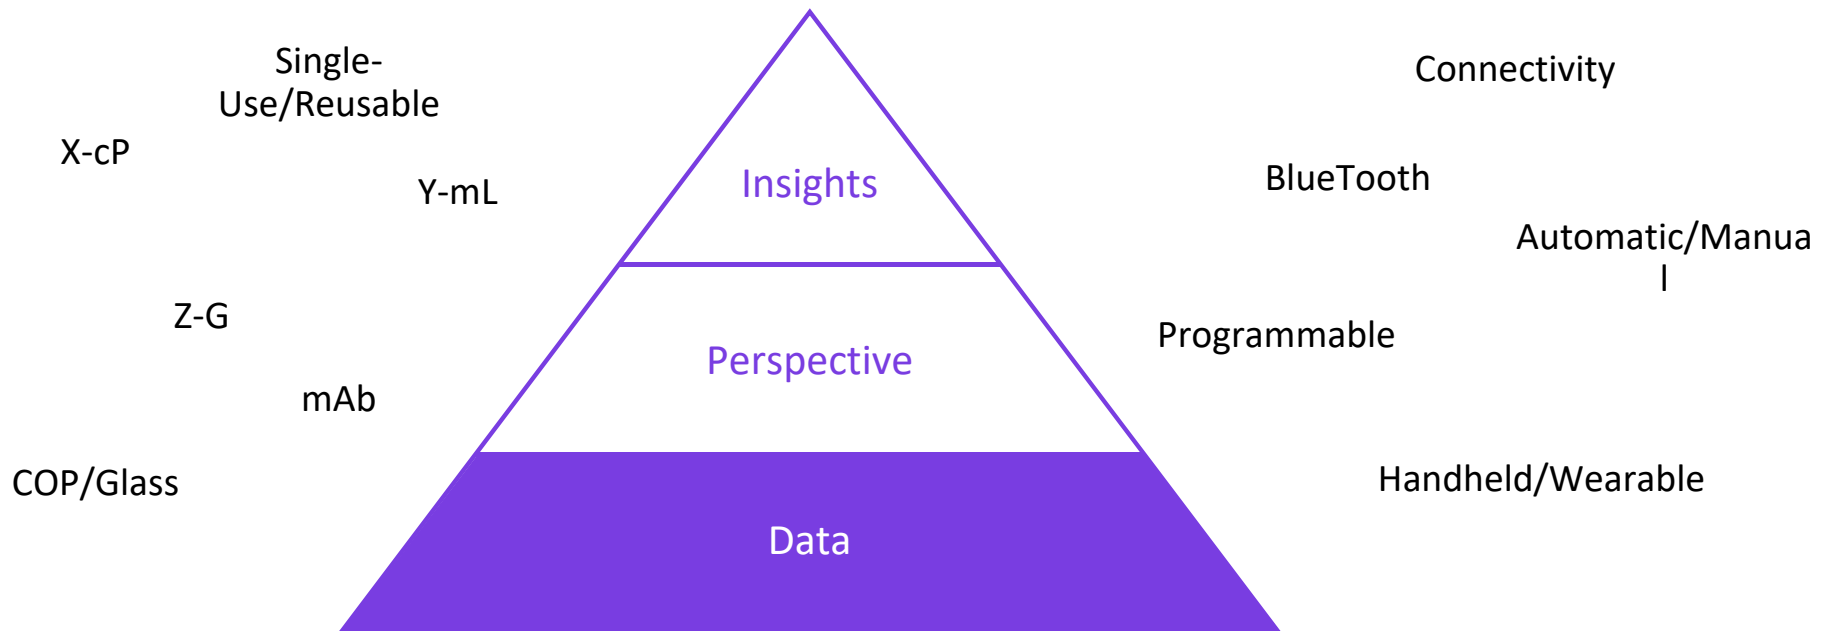 Single-
Use/Reusable
X-cP
Y-mL
Z-G
mAb
COP/Glass
Insights
Perspective
Data
Connectivity
BlueTooth
Automatic/Manua
l
Programmable
Handheld/Wearable